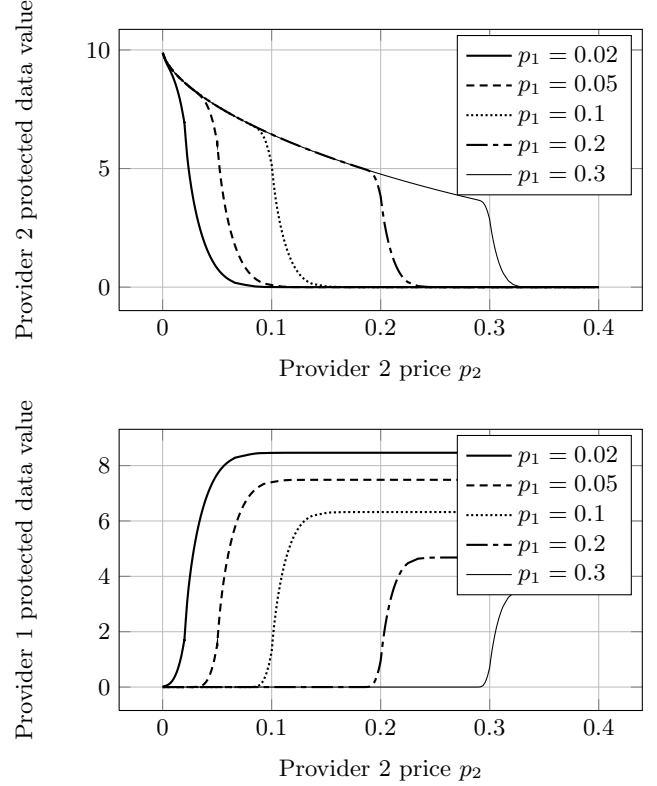 Provider 2 protected data value
10
5
0
p₁ = 0.02
p₁ = 0.05
p₁ = 0.1
p₁ = 0.2
p₁ = 0.3
0 0.1 0.2 0.3 0.4
Provider 2 price p₂
Provider 1 protected data value
8
6
4
2
0
p₁ = 0.02
p₁ = 0.05
p₁ = 0.1
p₁ = 0.2
p₁ = 0.3
0 0.1 0.2 0.3 0.4
Provider 2 price p₂